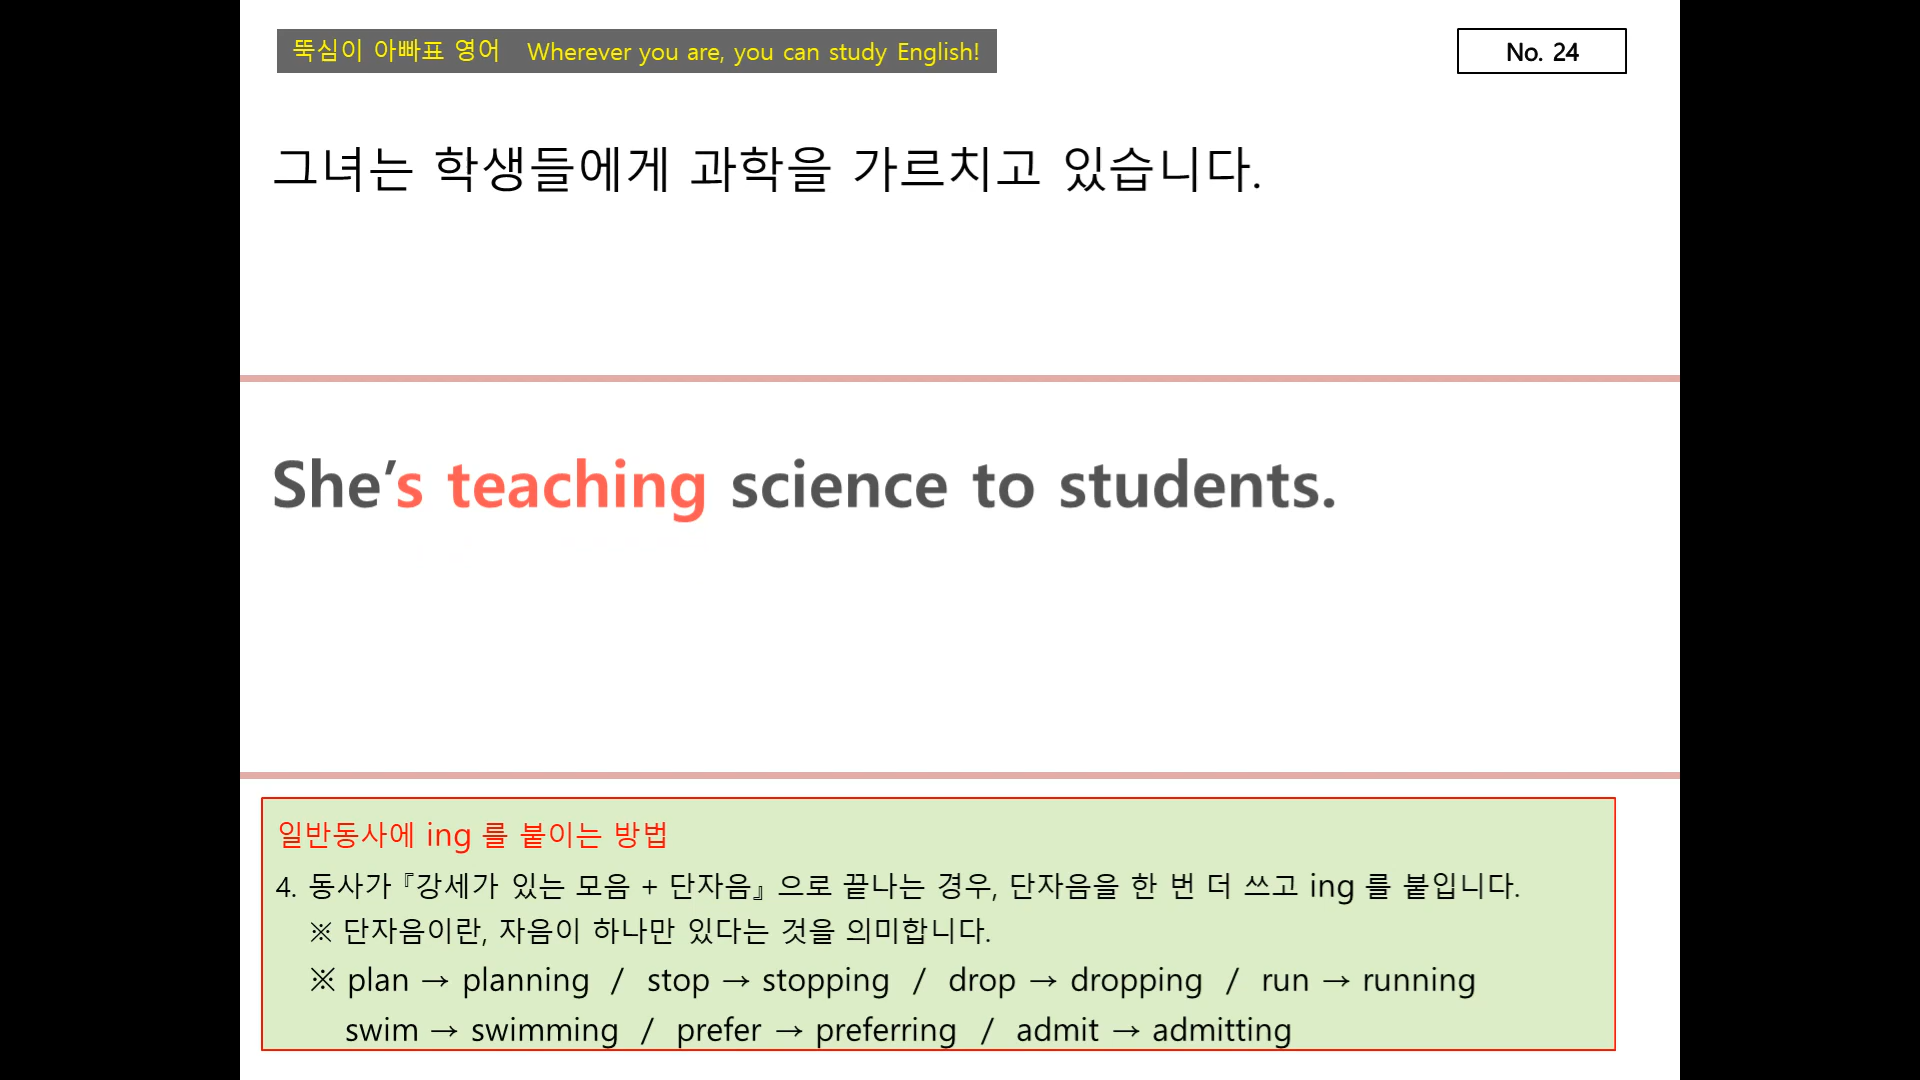 뚝심이 아빠표 영어 Wherever you are, you can study English!
No. 24
그녀는 학생들에게 과학을 가르치고 있습니다.
She’s teaching science to students.
일반동사에 ing 를 붙이는 방법
4. 동사가 『강세가 있는 모음 + 단자음』 으로 끝나는 경우, 단자음을 한 번 더 쓰고 ing 를 붙입니다.
※ 단자음이란, 자음이 하나만 있다는 것을 의미합니다.
※ plan → planning / stop → stopping / drop → dropping / run → running
swim → swimming / prefer → preferring / admit → admitting